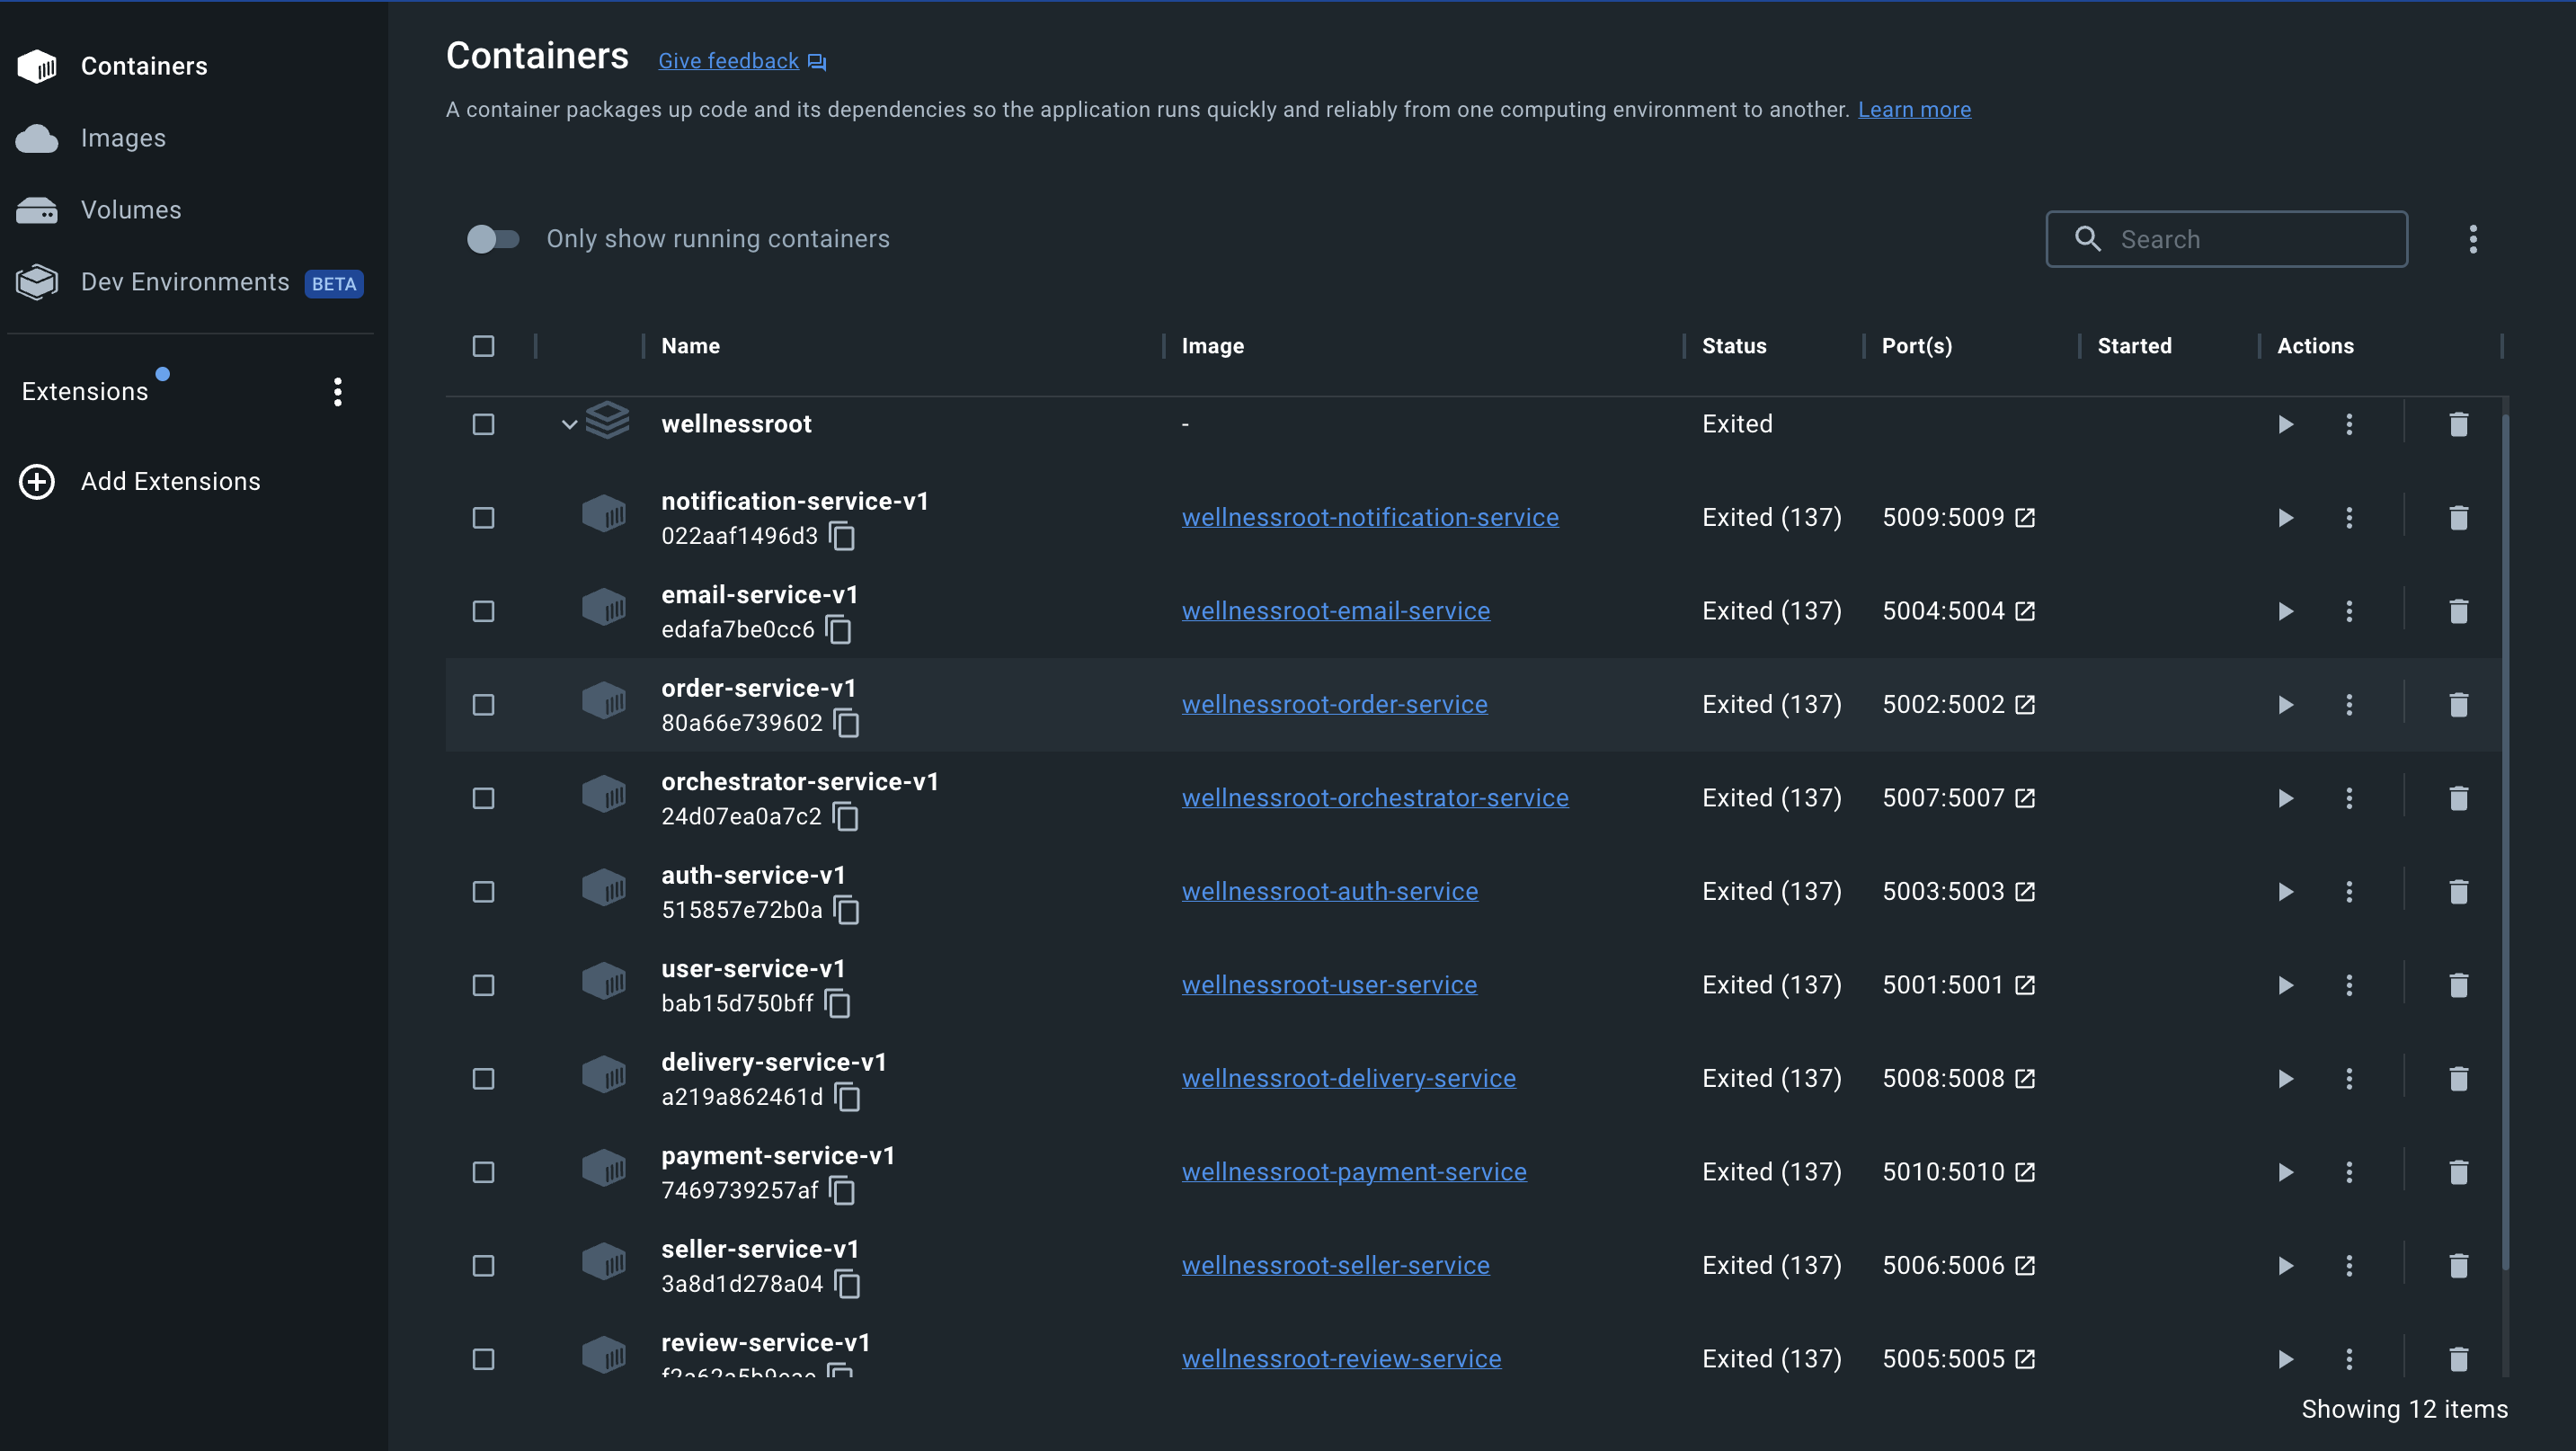 Containers
Images
Volumes
Dev Environments BETA
Extensions
Add Extensions
Containers Give feedback
A container packages up code and its dependencies so the application runs quickly and reliably from one computing environment to another. Learn more
Only show running containers
Search
Name Image Status Port(s) Started Actions
wellnessroot - Exited
notification-service-v1
022aaf1496d3 wellnessroot-notification-service Exited (137) 5009:5009
email-service-v1
edafa7be0cc6 wellnessroot-email-service Exited (137) 5004:5004
order-service-v1
80a66e739602 wellnessroot-order-service Exited (137) 5002:5002
orchestrator-service-v1
24d07ea0a7c2 wellnessroot-orchestrator-service Exited (137) 5007:5007
auth-service-v1
515857e72b0a wellnessroot-auth-service Exited (137) 5003:5003
user-service-v1
bab15d750bff wellnessroot-user-service Exited (137) 5001:5001
delivery-service-v1
a219a862461d wellnessroot-delivery-service Exited (137) 5008:5008
payment-service-v1
7469739257af wellnessroot-payment-service Exited (137) 5010:5010
seller-service-v1
3a8d1d278a04 wellnessroot-seller-service Exited (137) 5006:5006
review-service-v1
wellnessroot-review-service Exited (137) 5005:5005
Showing 12 items